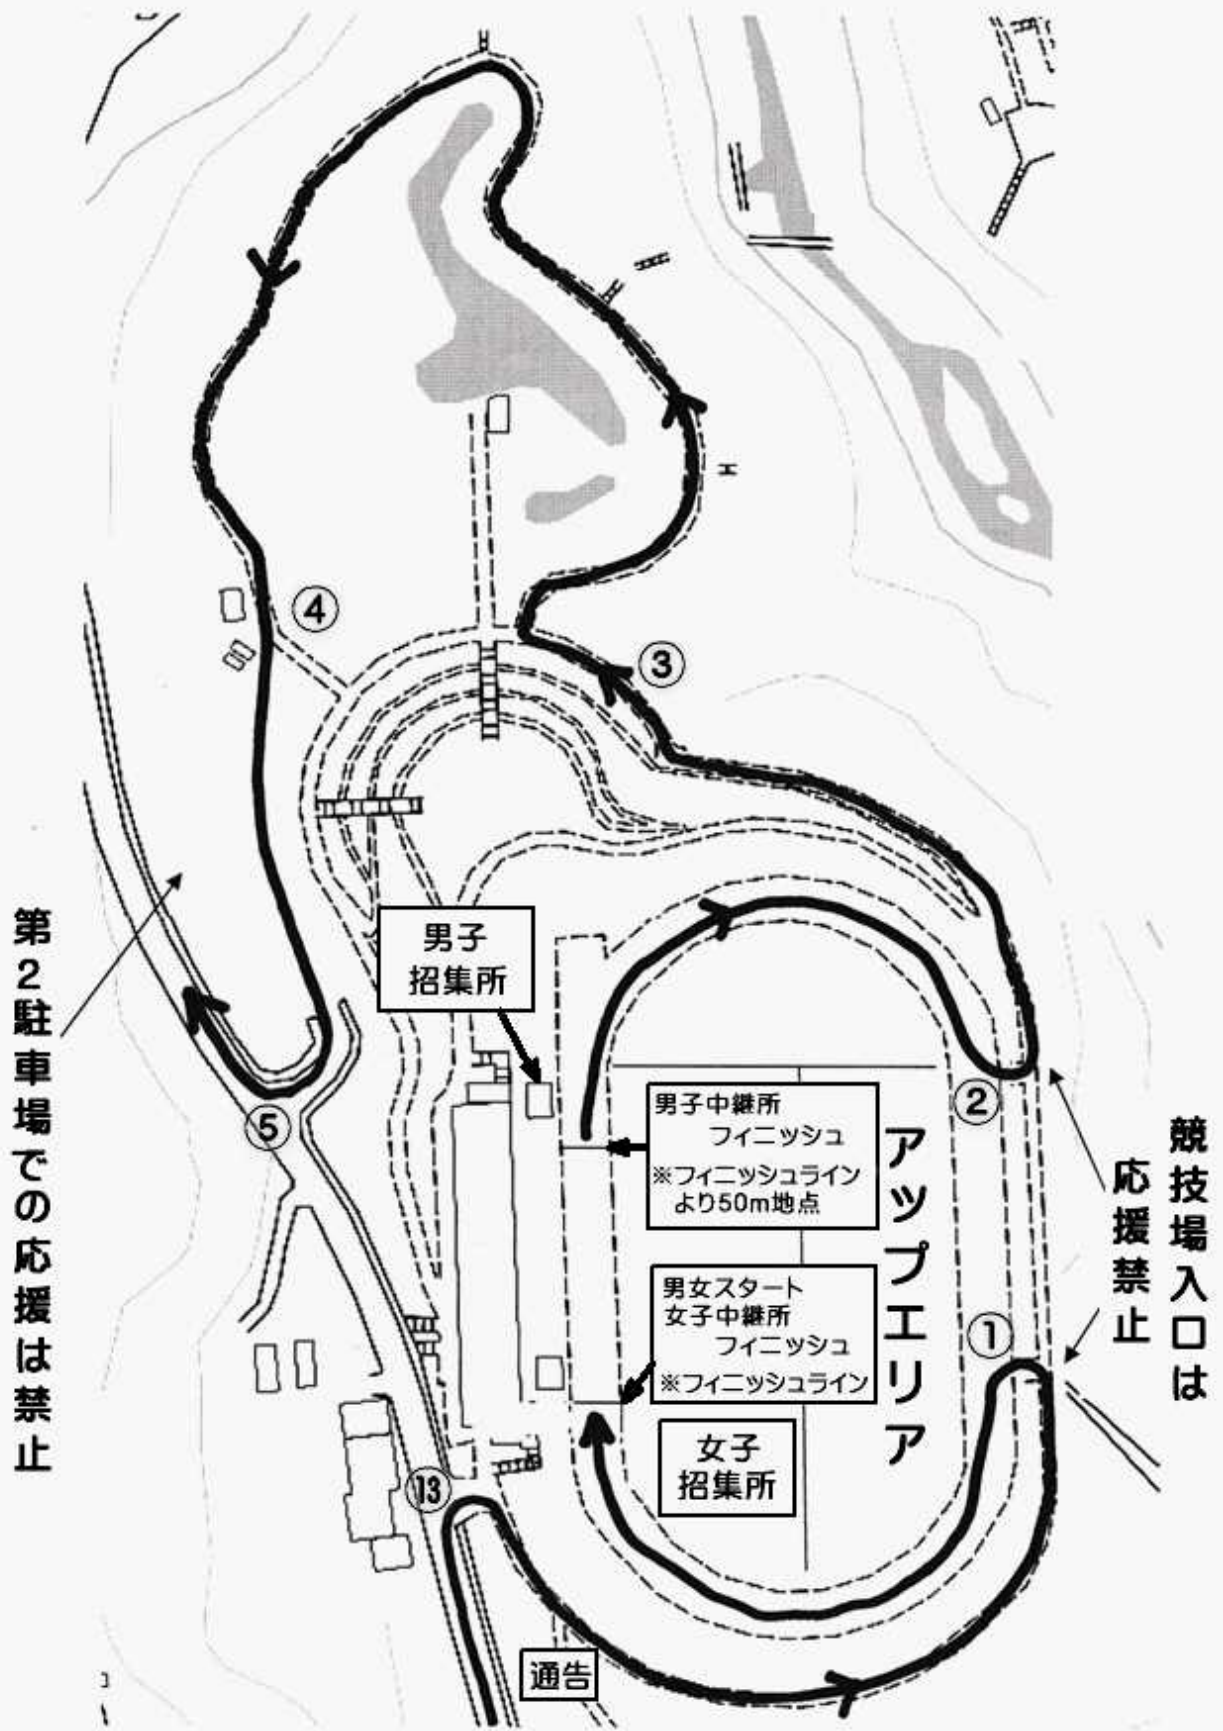 ④
③
男子
招集所
第2駐車場での応援は禁止
②
⑤
男子中継所
フィニッシュ
※フィニッシュライン
より50m地点
アップエリア
競技場入口は
応援禁止
男女スタート
女子中継所
フィニッシュ
※フィニッシュライン
①
女子
招集所
⑬
通告